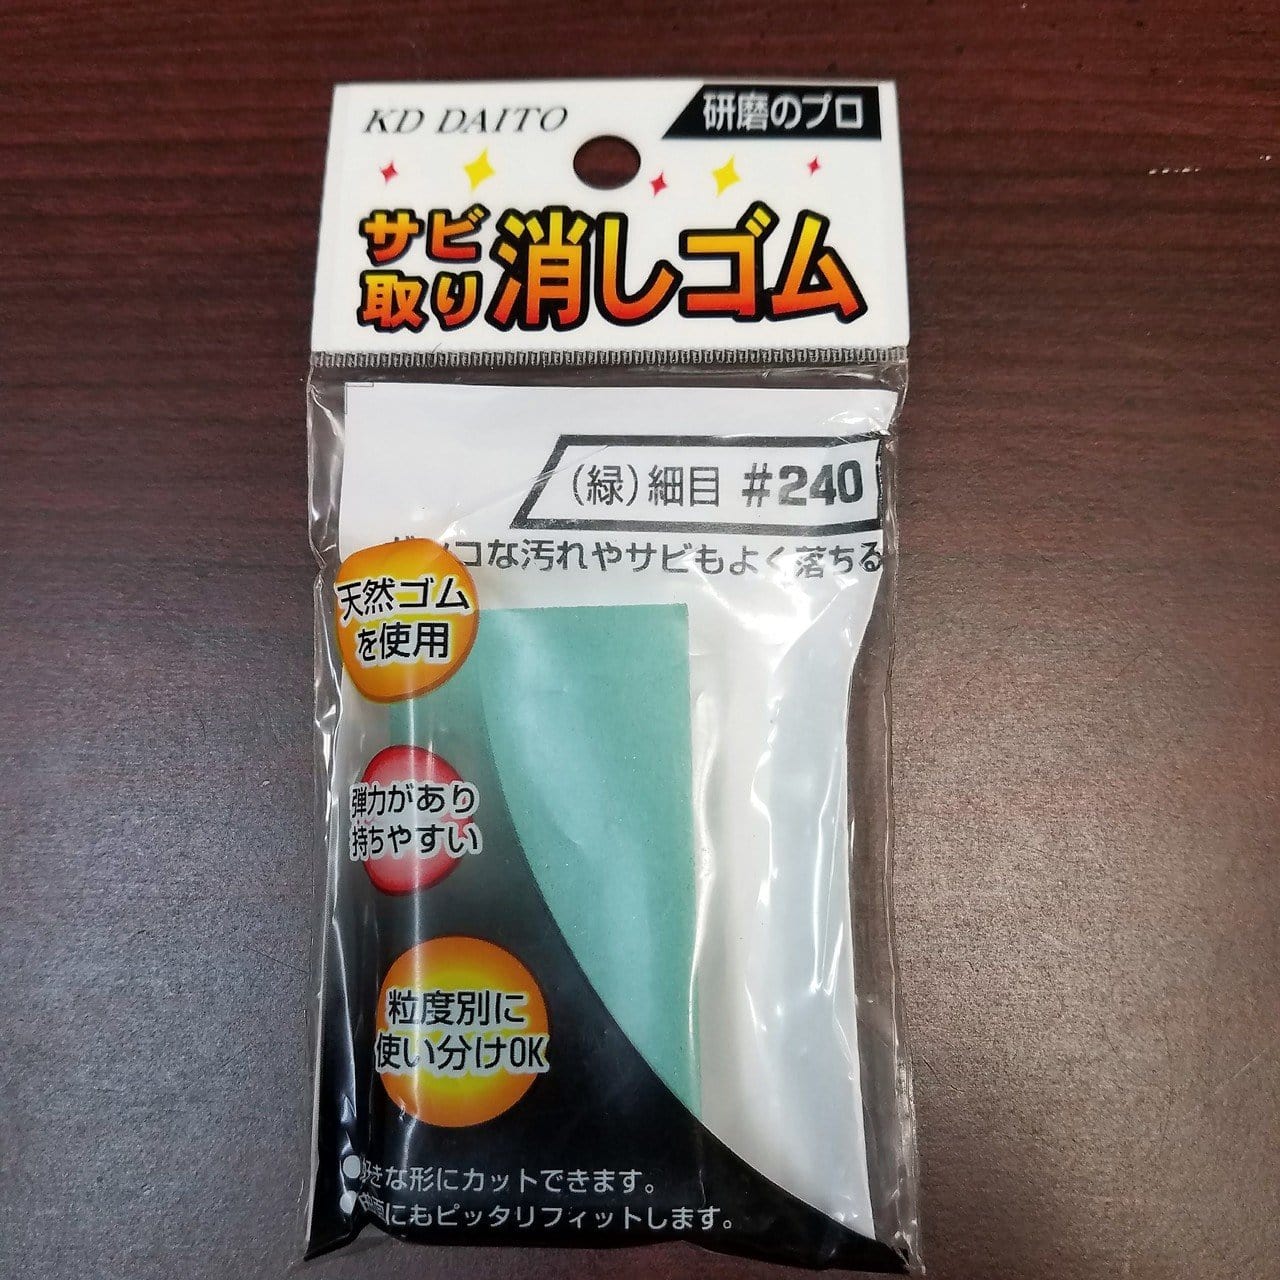 KD DAITO
研磨のプロ
サビ
取り
消しゴム
(緑)細目 #240
コな汚れやサビもよく落ちる
天然ゴム
を使用
弾力があり
持ちやすい
粒度別に
使い分けOK
きな形にカットできます。
にもピッタリフィットします。